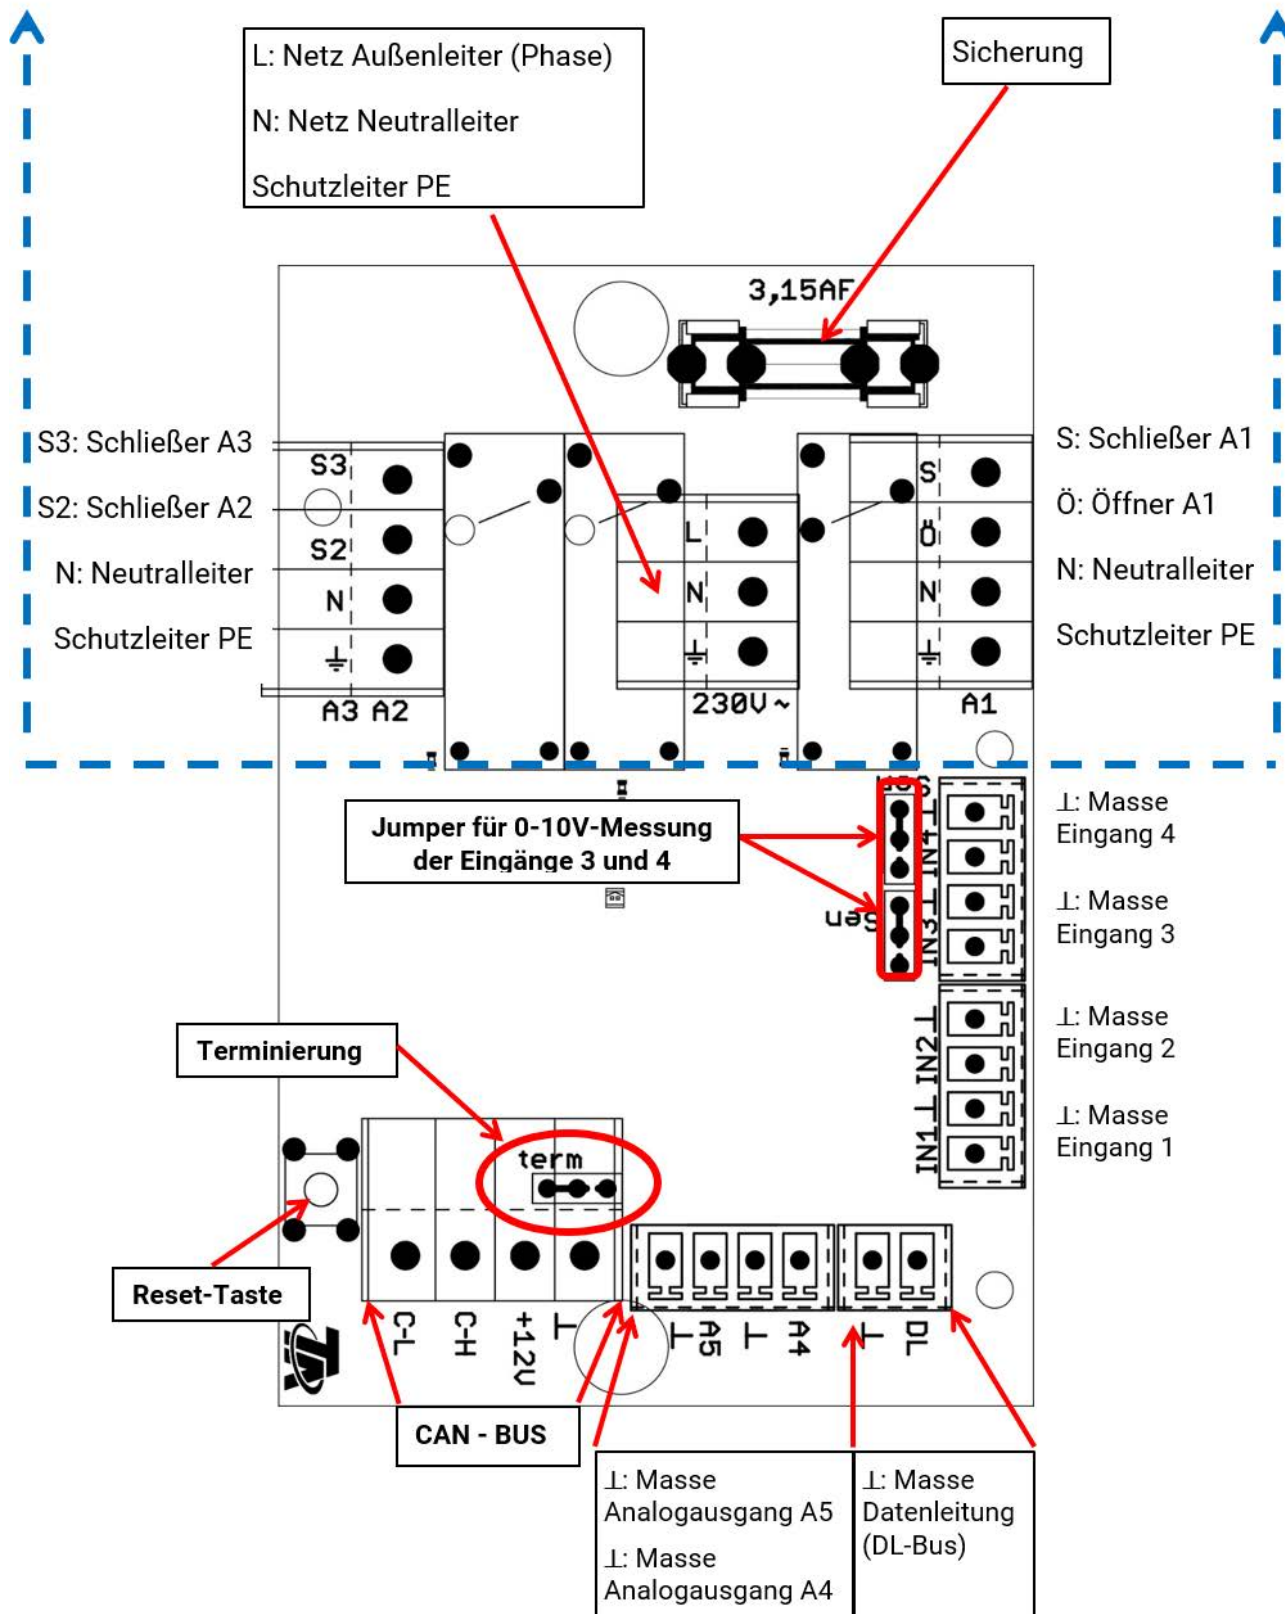 L: Netz Außenleiter (Phase)
N: Netz Neutralleiter
Schutzleiter PE
Sicherung
3,15AF
S3: Schließer A3
S2: Schließer A2
N: Neutralleiter
Schutzleiter PE
S3
S2
N
⏚
A3 A2
L
N
⏚
230V~
S
Ö
N
⏚
A1
S: Schließer A1
Ö: Öffner A1
N: Neutralleiter
Schutzleiter PE
Jumper für 0-10V-Messung
der Eingänge 3 und 4
Sen
IN4 ⊥
Sen
IN3 ⊥
⊥: Masse
Eingang 4
⊥: Masse
Eingang 3
IN2 ⊥
IN1 ⊥
⊥: Masse
Eingang 2
⊥: Masse
Eingang 1
Terminierung
term
Reset-Taste
C-L
C-H
+12V
⊥
⊥
A5
⊥
A4
⊥
DL
CAN - BUS
⊥: Masse
Analogausgang A5
⊥: Masse
Analogausgang A4
⊥: Masse
Datenleitung
(DL-Bus)